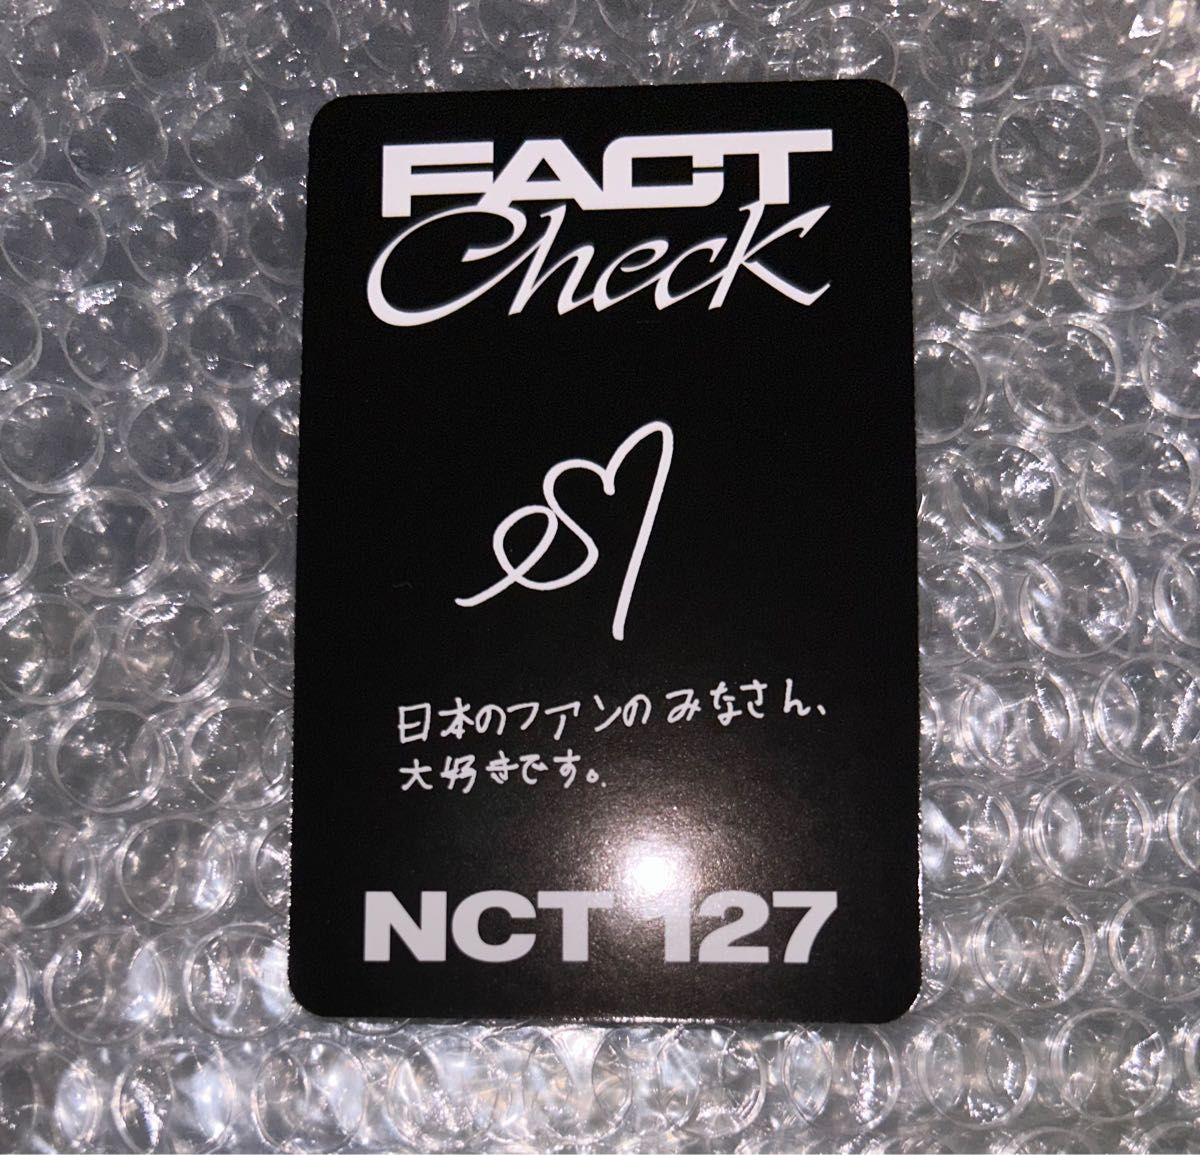 FACT
Check
日本のファンのみなさん、
大好きです。
NCT 127